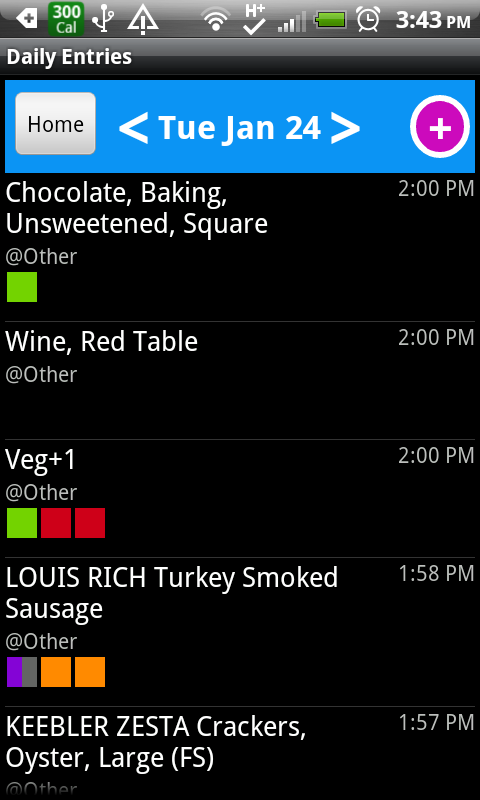 300
Cal
H+
3:43 PM
Daily Entries
Home
< Tue Jan 24 >
+
Chocolate, Baking,
Unsweetened, Square
2:00 PM
@Other
Wine, Red Table
2:00 PM
@Other
Veg+1
2:00 PM
@Other
LOUIS RICH Turkey Smoked
Sausage
1:58 PM
@Other
KEEBLER ZESTA Crackers,
Oyster, Large (FS)
1:57 PM
@Other